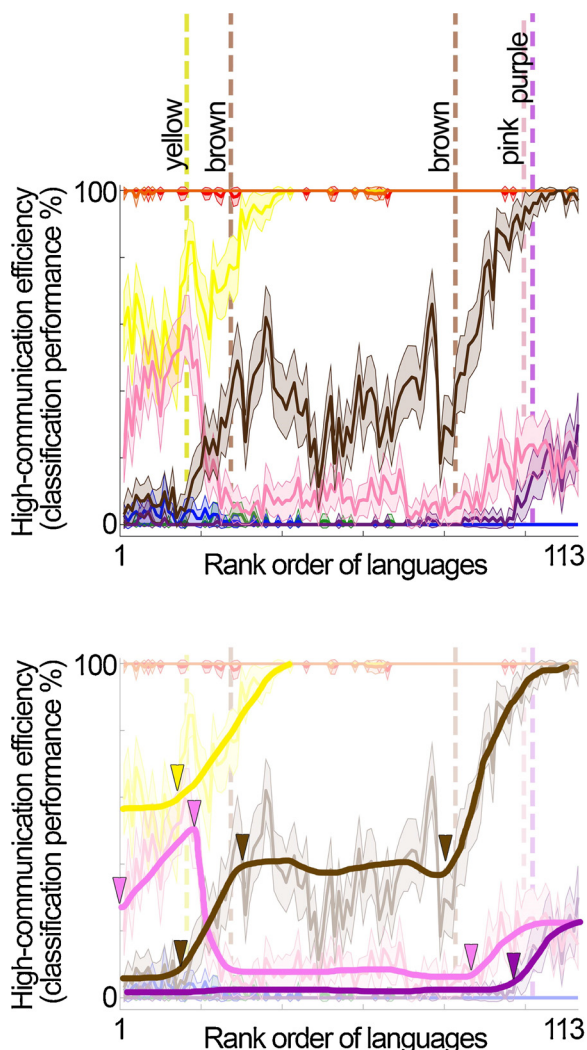 yellow
brown
brown
pink
purple
High-communication efficiency
(classification performance %)
100
0
1
113
Rank order of languages
High-communication efficiency
(classification performance %)
100
0
1
113
Rank order of languages